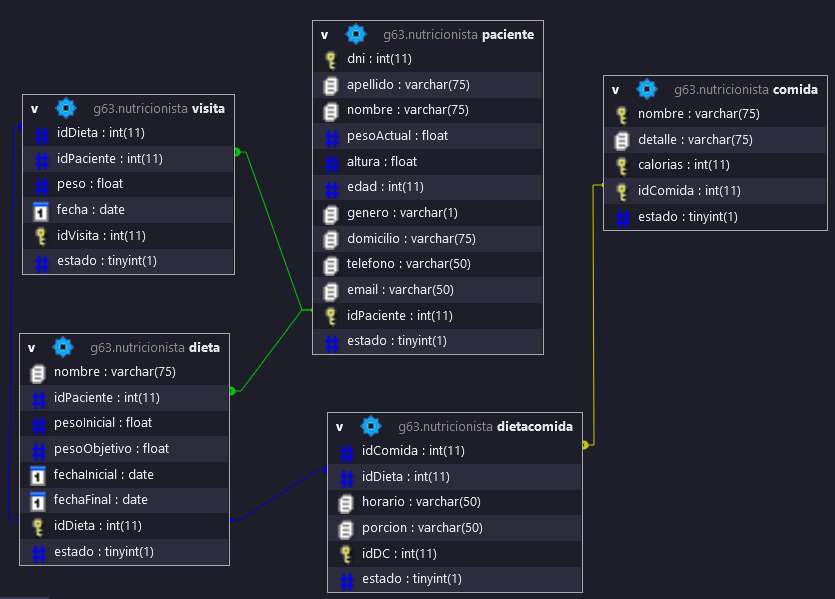 v g63.nutricionista paciente
dni : int(11)
apellido : varchar(75)
nombre : varchar(75)
pesoActual : float
altura : float
edad : int(11)
genero : varchar(1)
domicilio : varchar(75)
telefono : varchar(50)
email : varchar(50)
idPaciente : int(11)
estado : tinyint(1)
v g63.nutricionista visita
idDieta : int(11)
idPaciente : int(11)
peso : float
fecha : date
idVisita : int(11)
estado : tinyint(1)
v g63.nutricionista comida
nombre : varchar(75)
detalle : varchar(75)
calorias : int(11)
idComida : int(11)
estado : tinyint(1)
v g63.nutricionista dieta
nombre : varchar(75)
idPaciente : int(11)
pesoInicial : float
pesoObjetivo : float
fechaInicial : date
fechaFinal : date
idDieta : int(11)
estado : tinyint(1)
v g63.nutricionista dietacomida
idComida : int(11)
idDieta : int(11)
horario : varchar(50)
porcion : varchar(50)
idDC : int(11)
estado : tinyint(1)